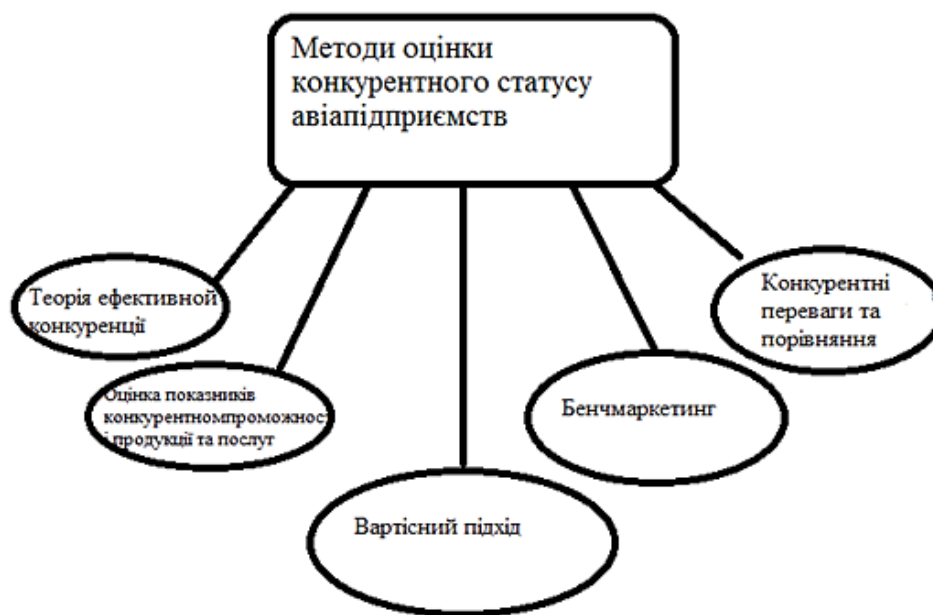 Методи оцінки
конкурентного статусу
авіапідприємств
Теорія ефективной
конкуренції
Оцінка показників
конкурентномпроможност
і продукції та послуг
Вартісний підхід
Бенчмаркетинг
Конкурентні
переваги та
порівняння